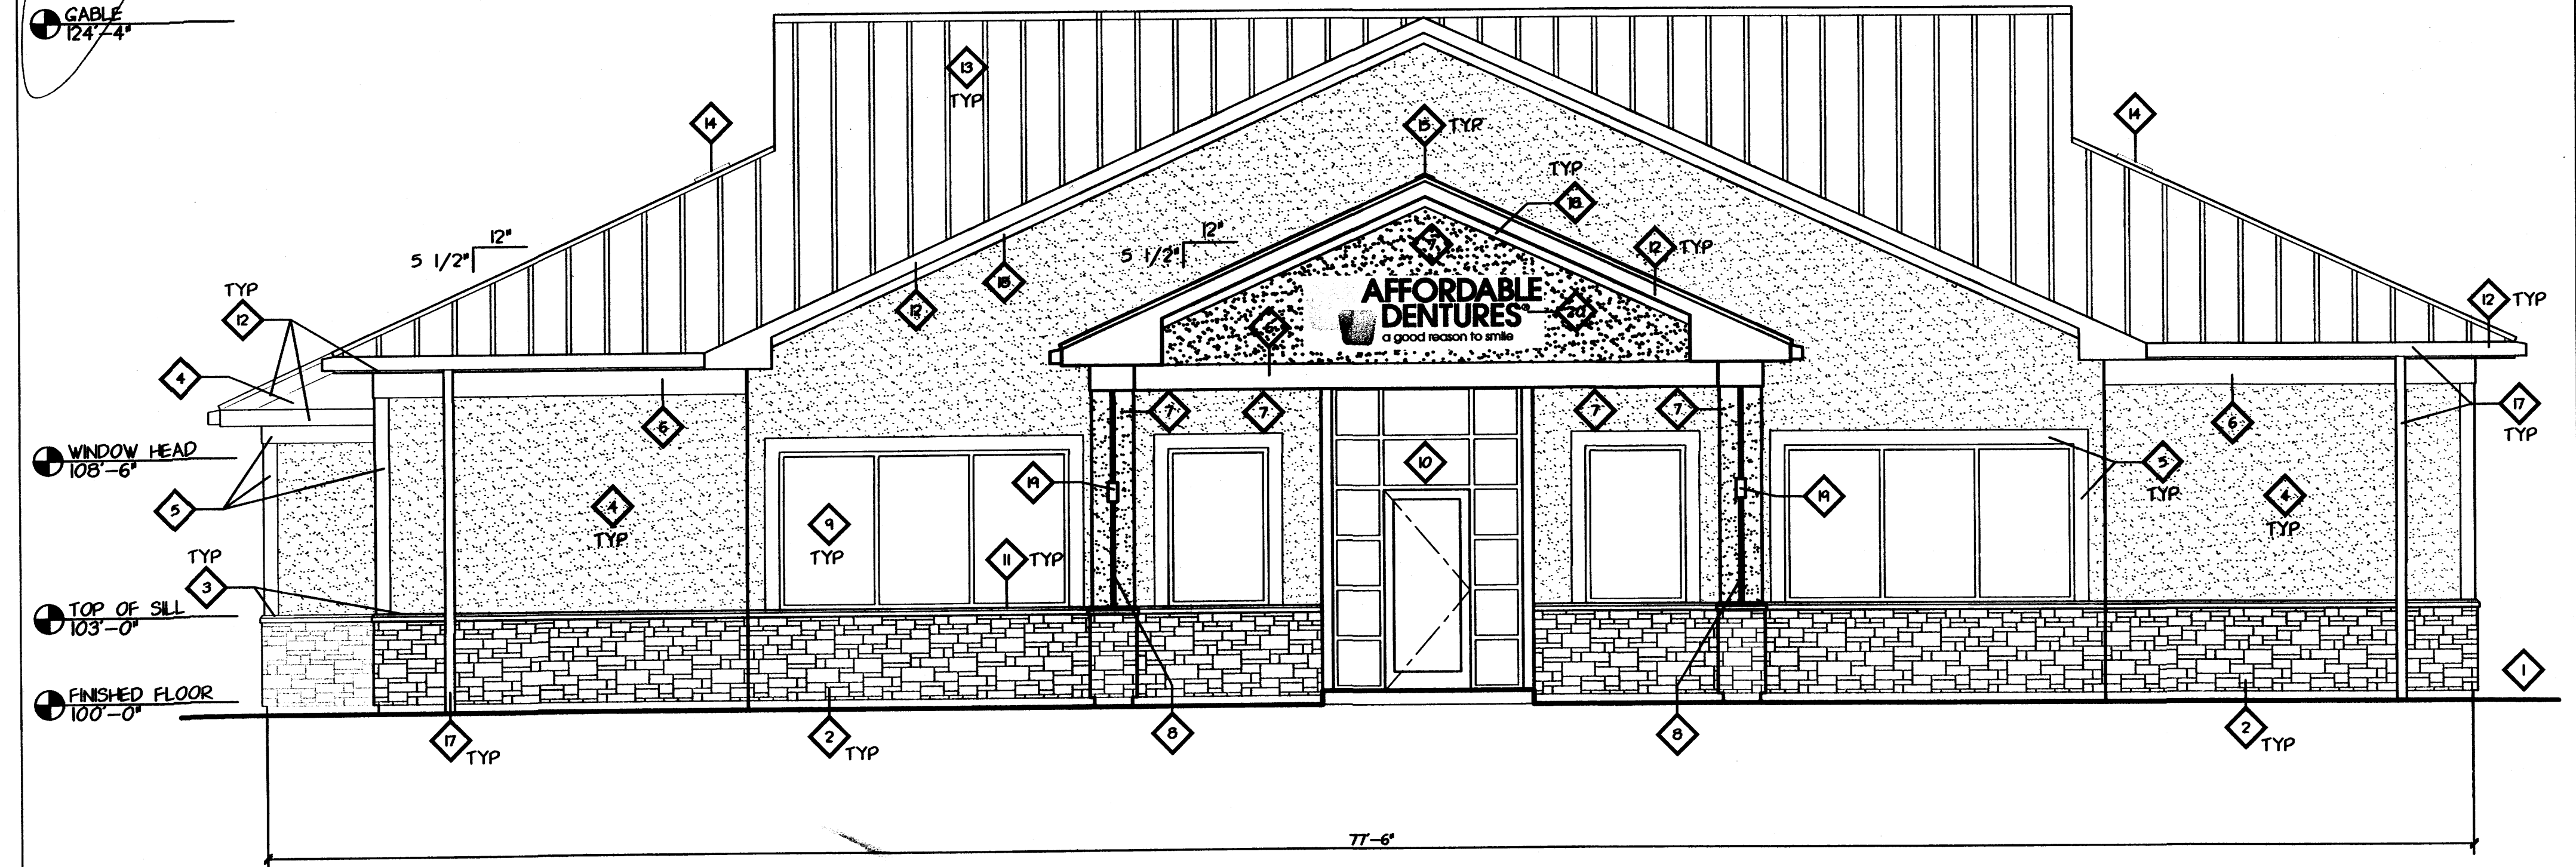 GABLE
124'-4"
13
TYP
14
15 TYP
14
TYP
18
12"
5 1/2"
12"
5 1/2"
7
12 TYP
TYP
12
12
18
AFFORDABLE
DENTURES®
a good reason to smile
20
6
12 TYP
4
6
7
7
7
7
6
17
TYP
WINDOW HEAD
108'-6"
10
5
TYP
5
19
19
4
TYP
9
TYP
4
TYP
11 TYP
TYP
3
TOP OF SILL
103'-0"
1
FINISHED FLOOR
100'-0"
17 TYP
2 TYP
8
8
2 TYP
77'-6"